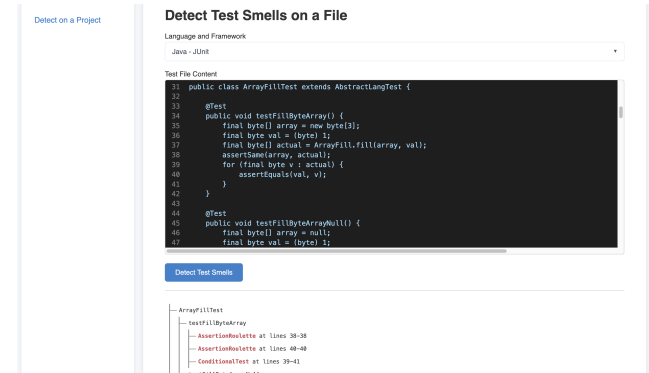 Detect on a Project
Detect Test Smells on a File
Language and Framework
Java - JUnit
Test File Content
31 public class ArrayFillTest extends AbstractLangTest {
32
33     @Test
34     public void testFillByteArray() {
35         final byte[] array = new byte[3];
36         final byte val = (byte) 1;
37         final byte[] actual = ArrayFill.fill(array, val);
38         assertSame(array, actual);
39         for (final byte v : actual) {
40             assertEquals(val, v);
41         }
42     }
43
44     @Test
45     public void testFillByteArrayNull() {
46         final byte[] array = null;
47         final byte val = (byte) 1;
Detect Test Smells
ArrayFillTest
testFillByteArray
AssertionRoulette at lines 38-38
AssertionRoulette at lines 40-40
ConditionalTest at lines 39-41